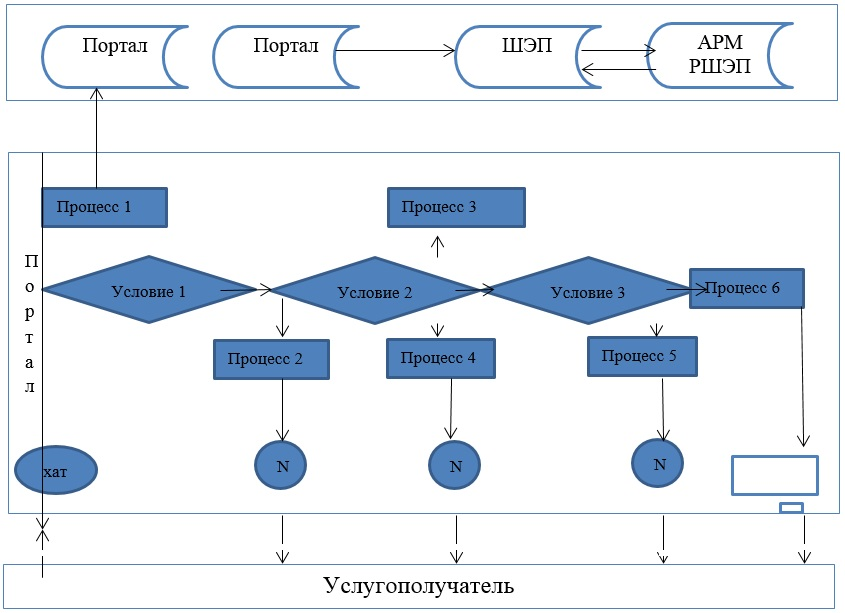 Портал
Портал
ШЭП
АРМ
РШЭП
Процесс 1
Процесс 3
Портал
Условие 1
Условие 2
Условие 3
Процесс 6
Процесс 2
Процесс 4
Процесс 5
хат
N
N
N
Услугополучатель